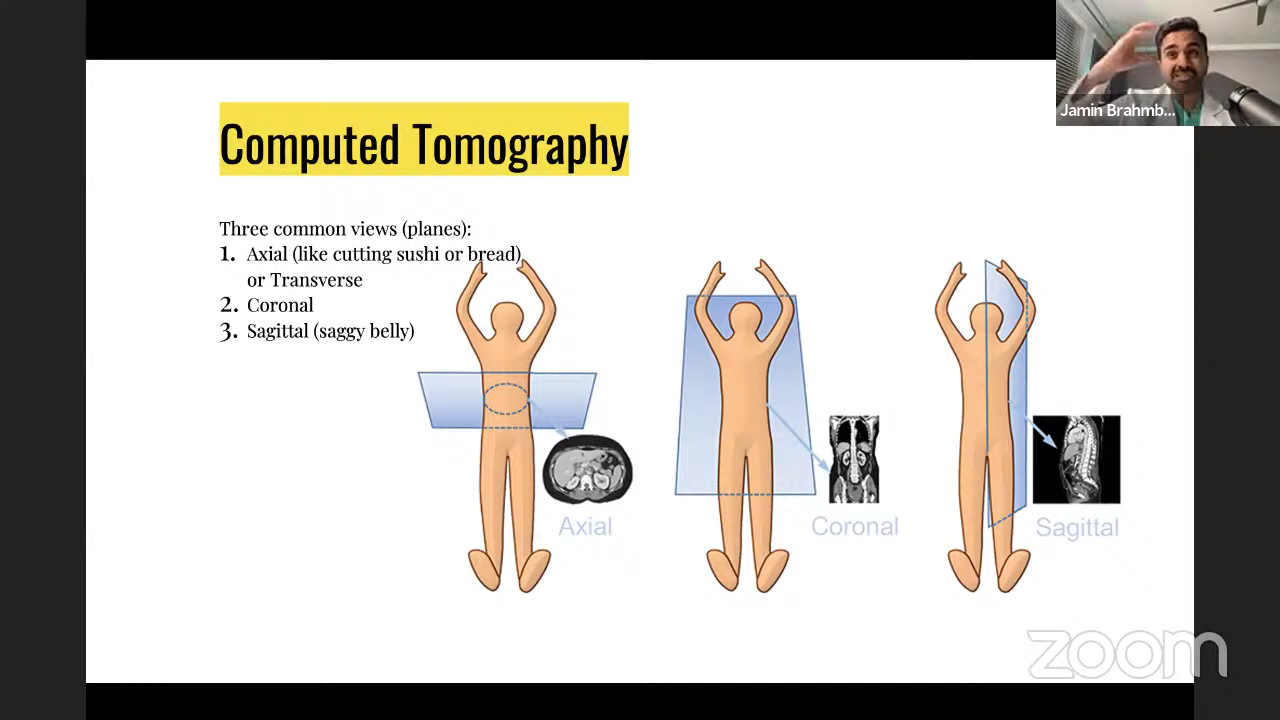 Jamin Brahmb...
Computed Tomography
Three common views (planes):
1. Axial (like cutting sushi or bread)
or Transverse
2. Coronal
3. Sagittal (saggy belly)
Axial
Coronal
Sagittal
zoom